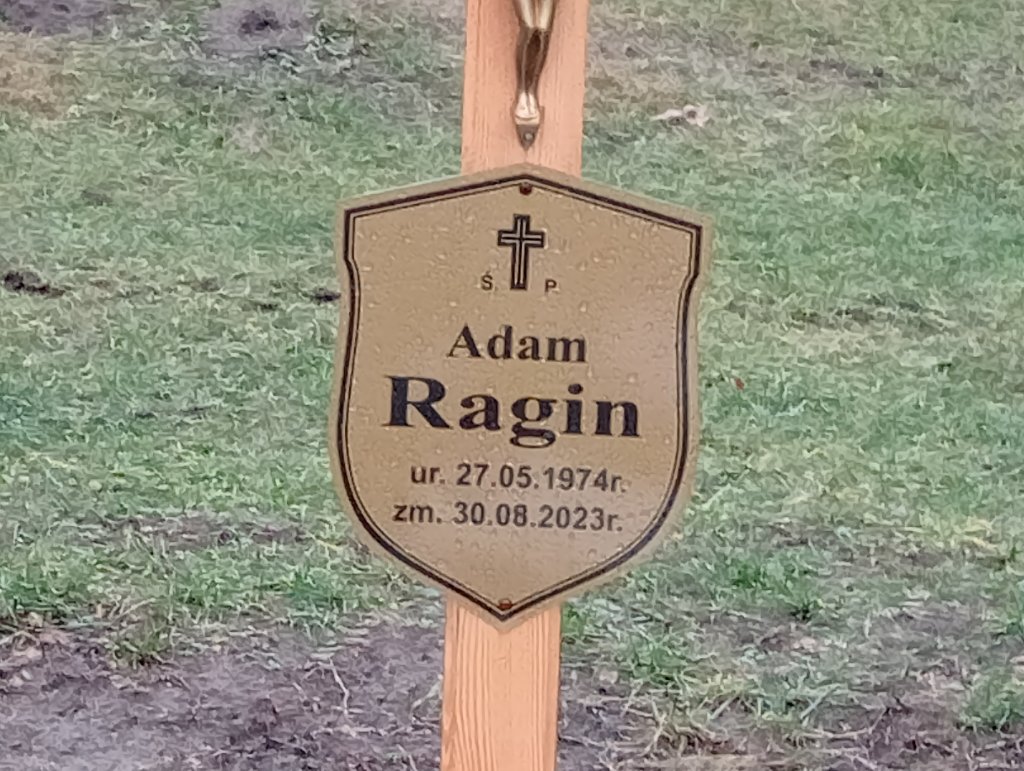 Ś. P.
Adam
Ragin
ur. 27.05.1974r.
zm. 30.08.2023r.